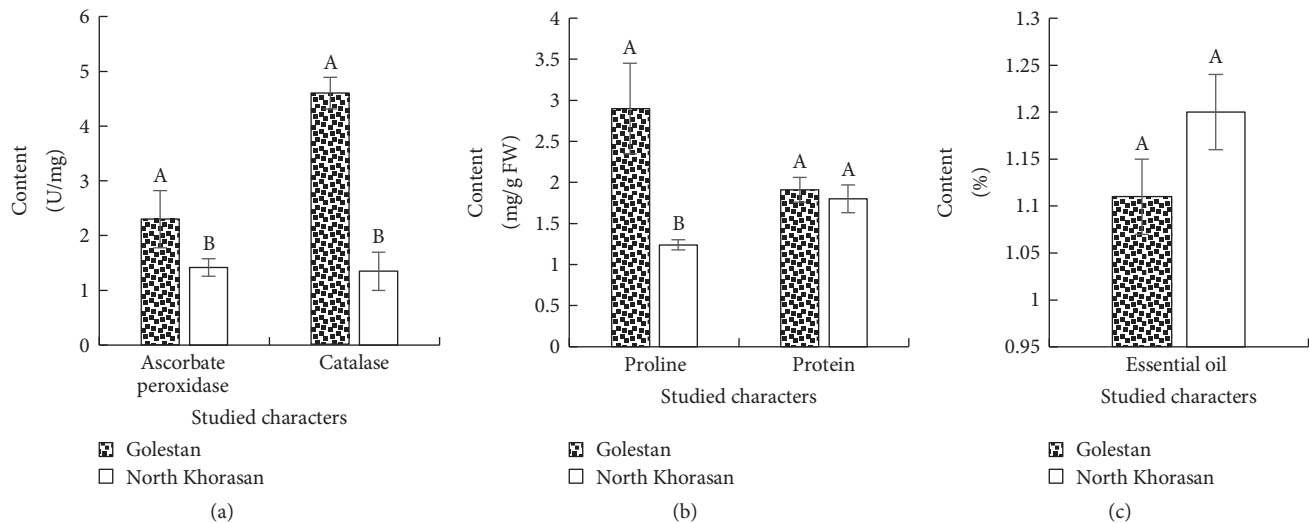 6
5
4
3
2
1
0
Content
(U/mg)
A
B
A
B
Ascorbate
peroxidase
Catalase
Studied characters
Golestan
North Khorasan
(a)
4
3.5
3
2.5
2
1.5
1
0.5
0
Content
(mg/g FW)
A
B
A
A
Proline
Protein
Studied characters
Golestan
North Khorasan
(b)
1.3
1.25
1.2
1.15
1.1
1.05
1
0.95
Content
(%)
A
A
Essential oil
Studied characters
Golestan
North Khorasan
(c)